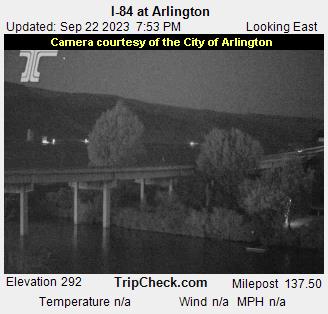 I-84 at Arlington
Updated: Sep 22 2023 7:53 PM Looking East
Camera courtesy of the City of Arlington
Elevation 292 TripCheck.com Milepost 137.50
Temperature n/a Wind n/a MPH n/a